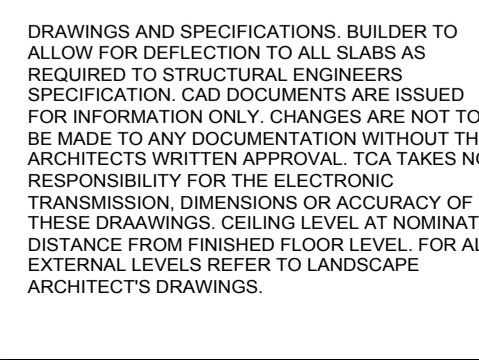 DRAWINGS AND SPECIFICATIONS. BUILDER TO
ALLOW FOR DEFLECTION TO ALL SLABS AS
REQUIRED TO STRUCTURAL ENGINEERS
SPECIFICATION. CAD DOCUMENTS ARE ISSUED
FOR INFORMATION ONLY. CHANGES ARE NOT TO
BE MADE TO ANY DOCUMENTATION WITHOUT TH
ARCHITECTS WRITTEN APPROVAL. TCA TAKES NO
RESPONSIBILITY FOR THE ELECTRONIC
TRANSMISSION, DIMENSIONS OR ACCURACY OF
THESE DRAAWINGS. CEILING LEVEL AT NOMINAT
DISTANCE FROM FINISHED FLOOR LEVEL. FOR AL
EXTERNAL LEVELS REFER TO LANDSCAPE
ARCHITECT'S DRAWINGS.